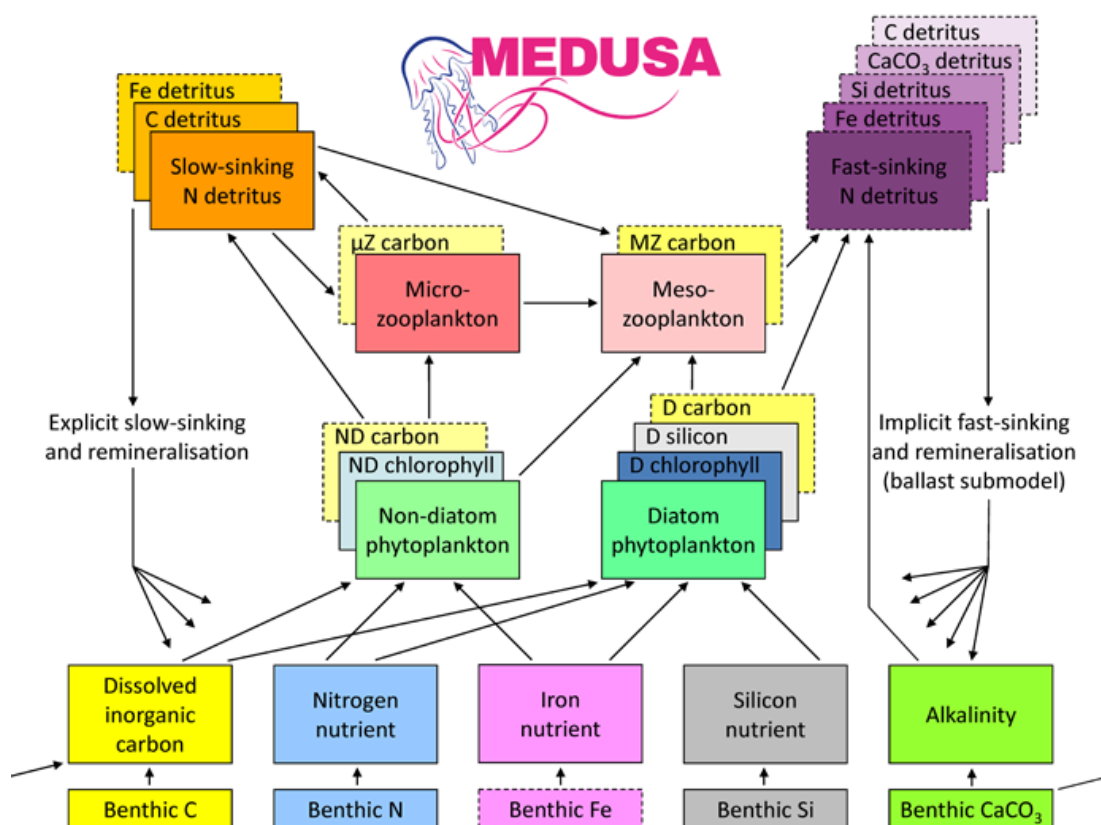 MEDUSA
Fe detritus
C detritus
Slow-sinking
N detritus
C detritus
CaCO₃ detritus
Si detritus
Fe detritus
Fast-sinking
N detritus
µZ carbon
Micro-
zooplankton
MZ carbon
Meso-
zooplankton
Explicit slow-sinking
and remineralisation
ND carbon
ND chlorophyll
Non-diatom
phytoplankton
D carbon
D silicon
D chlorophyll
Diatom
phytoplankton
Implicit fast-sinking
and remineralisation
(ballast submodel)
Dissolved
inorganic
carbon
Nitrogen
nutrient
Iron
nutrient
Silicon
nutrient
Alkalinity
Benthic C
Benthic N
Benthic Fe
Benthic Si
Benthic CaCO₃